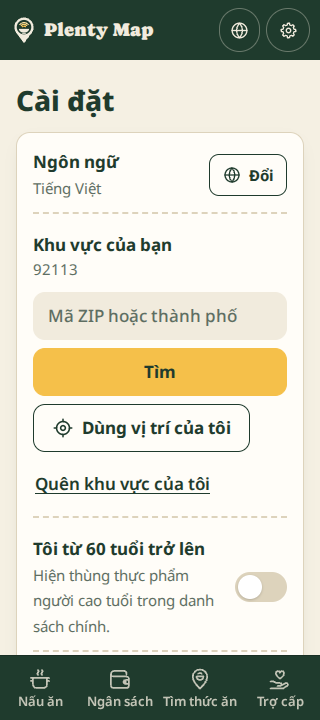 Plenty Map
Cài đặt
Ngôn ngữ
Tiếng Việt
Đổi
Khu vực của bạn
92113
Mã ZIP hoặc thành phố
Tìm
Dùng vị trí của tôi
Quên khu vực của tôi
Tôi từ 60 tuổi trở lên
Hiện thùng thực phẩm
người cao tuổi trong danh
sách chính.
Nấu ăn
Ngân sách
Tìm thức ăn
Trợ cấp